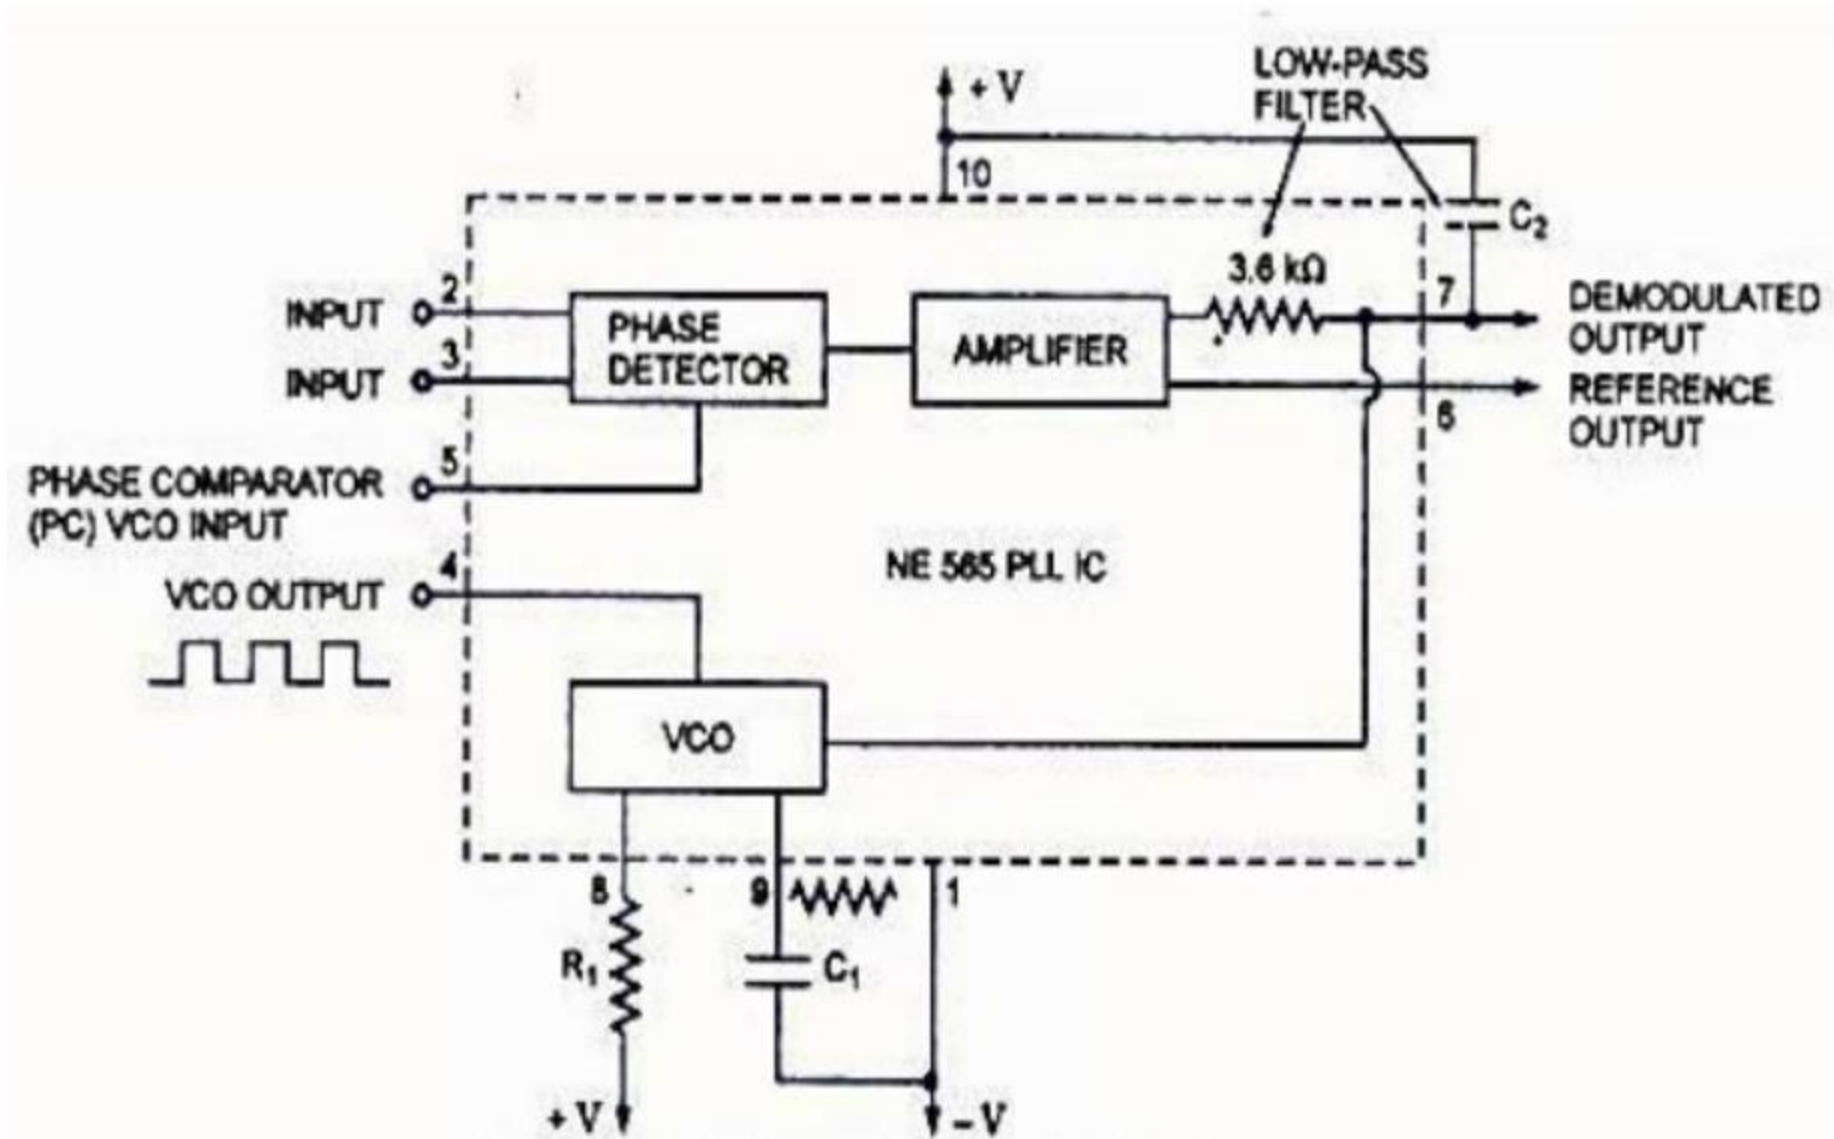 LOW-PASS
FILTER
+ V
10
C2
3.6 kΩ
2
INPUT
7
DEMODULATED
OUTPUT
PHASE
DETECTOR
AMPLIFIER
3
INPUT
REFERENCE
OUTPUT
6
5
PHASE COMPARATOR
(PC) VCO INPUT
NE 565 PLL IC
4
VCO OUTPUT
VCO
8
9
1
R1
C1
+ V
– V